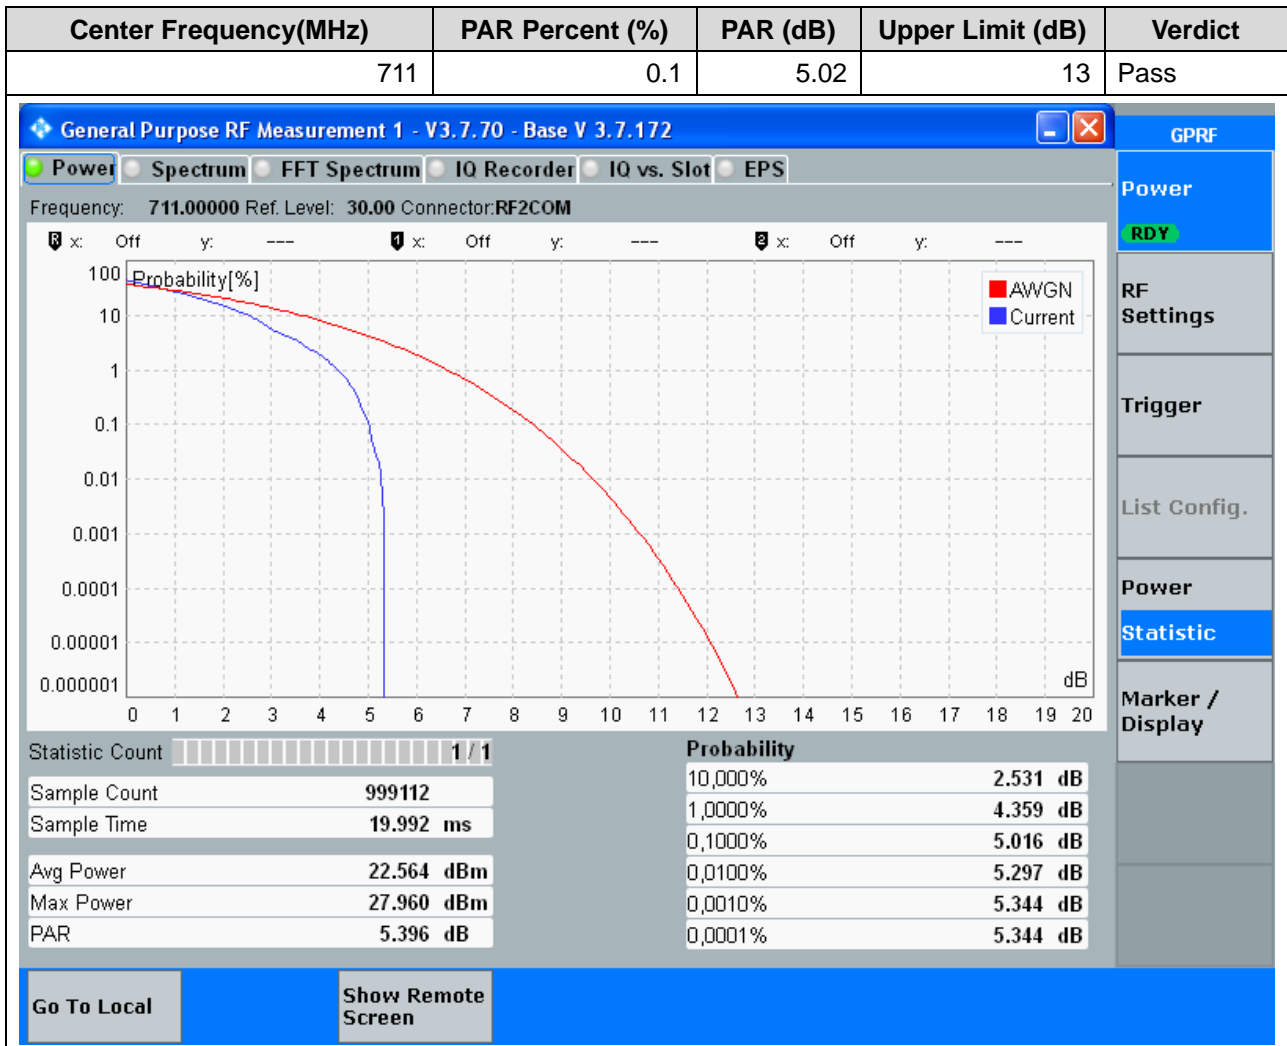 Center Frequency(MHz) PAR Percent (%) PAR (dB) Upper Limit (dB) Verdict
711 0.1 5.02 13 Pass
General Purpose RF Measurement 1 - V3.7.70 - Base V 3.7.172
GPRF
Power Spectrum FFT Spectrum IQ Recorder IQ vs. Slot EPS
Power
RDY
Frequency: 711.00000 Ref. Level: 30.00 Connector:RF2COM
R x: Off y: --- 1 x: Off y: --- 2 x: Off y: ---
Probability[%]
AWGN
Current
100
10
1
0.1
0.01
0.001
0.0001
0.00001
0.000001
dB
0 1 2 3 4 5 6 7 8 9 10 11 12 13 14 15 16 17 18 19 20
RF
Settings
Trigger
List Config.
Power
Statistic
Marker /
Display
Statistic Count 1 / 1
Sample Count 999112
Sample Time 19.992 ms
Avg Power 22.564 dBm
Max Power 27.960 dBm
PAR 5.396 dB
Probability
10,000% 2.531 dB
1,0000% 4.359 dB
0,1000% 5.016 dB
0,0100% 5.297 dB
0,0010% 5.344 dB
0,0001% 5.344 dB
Go To Local
Show Remote
Screen